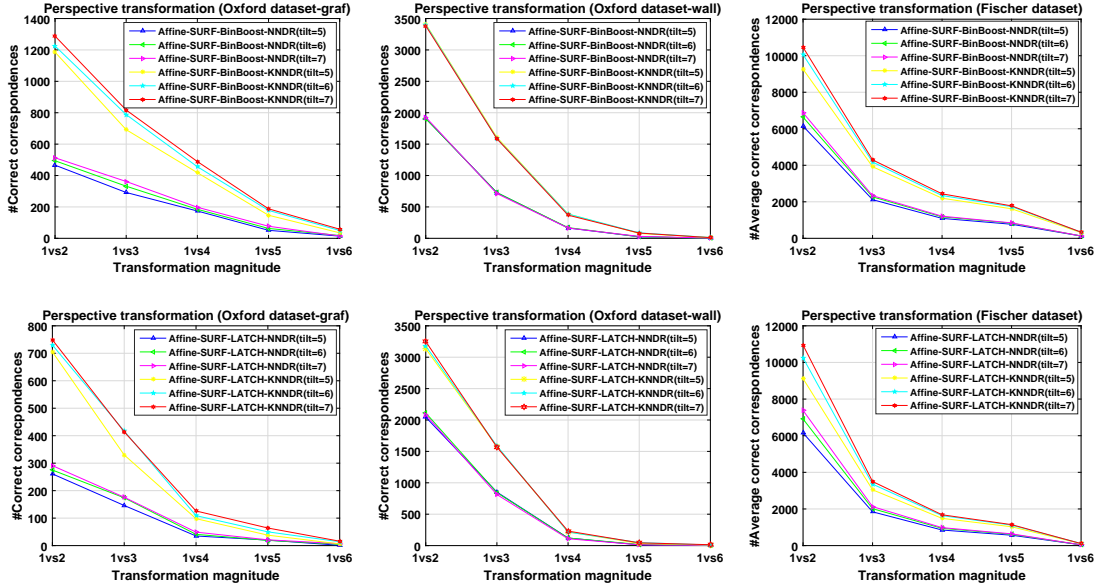 Perspective transformation (Oxford dataset-graf)
1400
1200
1000
800
600
400
200
0
#Correct correspondences
Affine-SURF-BinBoost-NNDR(tilt=5)
Affine-SURF-BinBoost-NNDR(tilt=6)
Affine-SURF-BinBoost-NNDR(tilt=7)
Affine-SURF-BinBoost-KNNDR(tilt=5)
Affine-SURF-BinBoost-KNNDR(tilt=6)
Affine-SURF-BinBoost-KNNDR(tilt=7)
1vs2 1vs3 1vs4 1vs5 1vs6
Transformation magnitude
Perspective transformation (Oxford dataset-wall)
3500
3000
2500
2000
1500
1000
500
0
#Correct correspondences
Affine-SURF-BinBoost-NNDR(tilt=5)
Affine-SURF-BinBoost-NNDR(tilt=6)
Affine-SURF-BinBoost-NNDR(tilt=7)
Affine-SURF-BinBoost-KNNDR(tilt=5)
Affine-SURF-BinBoost-KNNDR(tilt=6)
Affine-SURF-BinBoost-KNNDR(tilt=7)
1vs2 1vs3 1vs4 1vs5 1vs6
Transformation magnitude
Perspective transformation (Fischer dataset)
12000
10000
8000
6000
4000
2000
0
#Average correct correspondences
Affine-SURF-BinBoost-NNDR(tilt=5)
Affine-SURF-BinBoost-NNDR(tilt=6)
Affine-SURF-BinBoost-NNDR(tilt=7)
Affine-SURF-BinBoost-KNNDR(tilt=5)
Affine-SURF-BinBoost-KNNDR(tilt=6)
Affine-SURF-BinBoost-KNNDR(tilt=7)
1vs2 1vs3 1vs4 1vs5 1vs6
Transformation magnitude
Perspective transformation (Oxford dataset-graf)
800
700
600
500
400
300
200
100
0
#Correct correspondences
Affine-SURF-LATCH-NNDR(tilt=5)
Affine-SURF-LATCH-NNDR(tilt=6)
Affine-SURF-LATCH-NNDR(tilt=7)
Affine-SURF-LATCH-KNNDR(tilt=5)
Affine-SURF-LATCH-KNNDR(tilt=6)
Affine-SURF-LATCH-KNNDR(tilt=7)
1vs2 1vs3 1vs4 1vs5 1vs6
Transformation magnitude
Perspective transformation (Oxford dataset-wall)
3500
3000
2500
2000
1500
1000
500
0
#Correct correspondences
Affine-SURF-LATCH-NNDR(tilt=5)
Affine-SURF-LATCH-NNDR(tilt=6)
Affine-SURF-LATCH-NNDR(tilt=7)
Affine-SURF-LATCH-KNNDR(tilt=5)
Affine-SURF-LATCH-KNNDR(tilt=6)
Affine-SURF-LATCH-KNNDR(tilt=7)
1vs2 1vs3 1vs4 1vs5 1vs6
Transformation magnitude
Perspective transformation (Fischer dataset)
12000
10000
8000
6000
4000
2000
0
#Average correct correspondences
Affine-SURF-LATCH-NNDR(tilt=5)
Affine-SURF-LATCH-NNDR(tilt=6)
Affine-SURF-LATCH-NNDR(tilt=7)
Affine-SURF-LATCH-KNNDR(tilt=5)
Affine-SURF-LATCH-KNNDR(tilt=6)
Affine-SURF-LATCH-KNNDR(tilt=7)
1vs2 1vs3 1vs4 1vs5 1vs6
Transformation magnitude